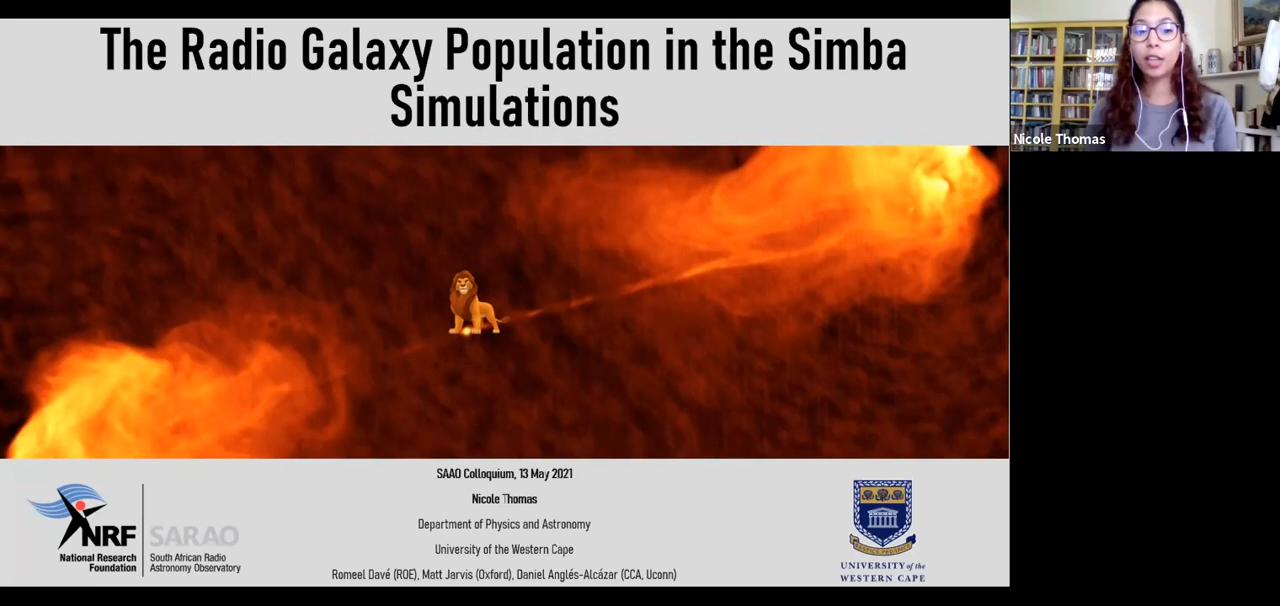 The Radio Galaxy Population in the Simba
Simulations
Nicole Thomas
SAAO Colloquium, 13 May 2021
Nicole Thomas
Department of Physics and Astronomy
University of the Western Cape
Romeel Davé (ROE), Matt Jarvis (Oxford), Daniel Anglés-Alcázar (CCA, Uconn)
NRF
National Research
Foundation
SARAO
South African Radio
Astronomy Observatory
UNIVERSITY of the
WESTERN CAPE